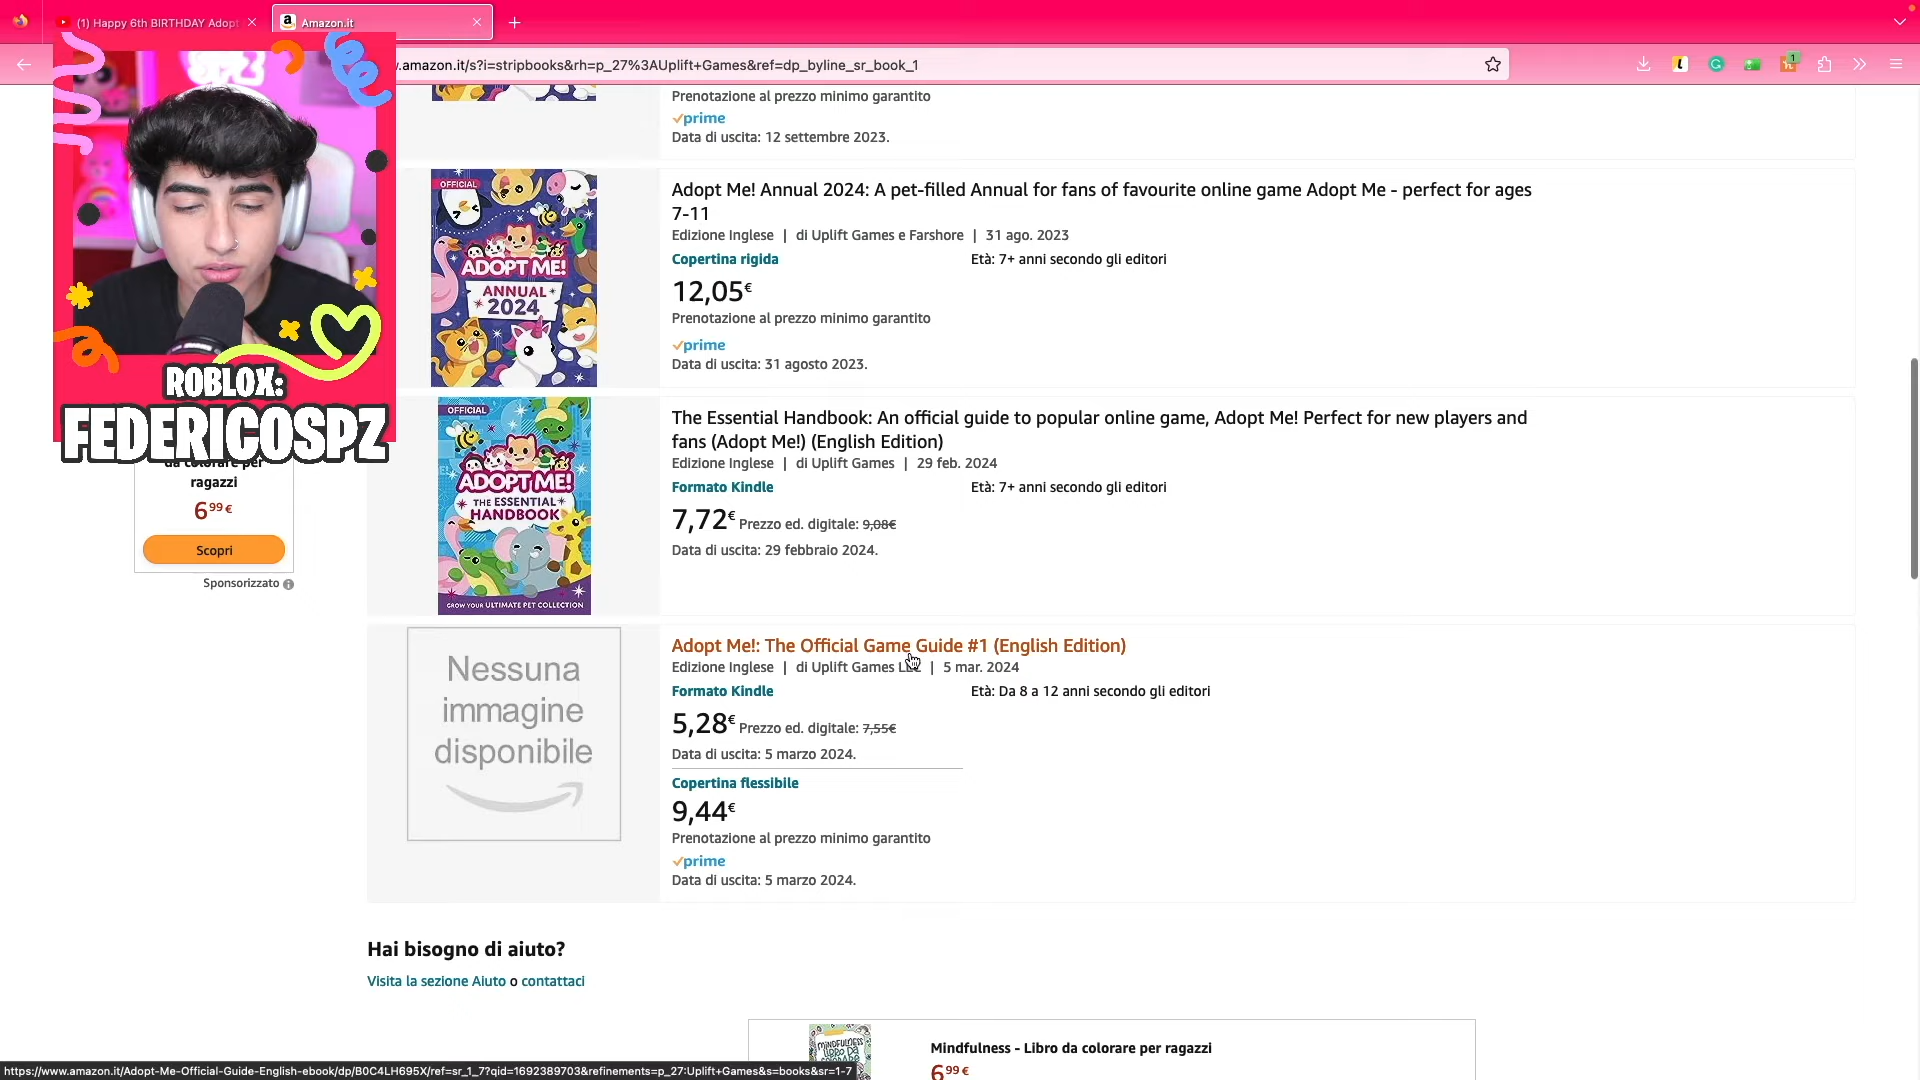 (1) Happy 6th BIRTHDAY Adopt
Amazon.it
.amazon.it/s?i=stripbooks&rh=p_27%3AUplift+Games&ref=dp_byline_sr_book_1
Prenotazione al prezzo minimo garantito
prime
Data di uscita: 12 settembre 2023.
OFFICIAL
ADOPT ME!
ANNUAL
2024
Adopt Me! Annual 2024: A pet-filled Annual for fans of favourite online game Adopt Me - perfect for ages
7-11
Edizione Inglese | di Uplift Games e Farshore | 31 ago. 2023
Copertina rigida
Età: 7+ anni secondo gli editori
12,05€
Prenotazione al prezzo minimo garantito
prime
Data di uscita: 31 agosto 2023.
ROBLOX:
FEDERICOSPZ
da colorare per
ragazzi
6,99 €
Scopri
Sponsorizzato
OFFICIAL
ADOPT ME!
THE ESSENTIAL
HANDBOOK
GROW YOUR ULTIMATE PET COLLECTION
The Essential Handbook: An official guide to popular online game, Adopt Me! Perfect for new players and
fans (Adopt Me!) (English Edition)
Edizione Inglese | di Uplift Games | 29 feb. 2024
Formato Kindle
Età: 7+ anni secondo gli editori
7,72€ Prezzo ed. digitale: 9,08€
Data di uscita: 29 febbraio 2024.
Nessuna
immagine
disponibile
Adopt Me!: The Official Game Guide #1 (English Edition)
Edizione Inglese | di Uplift Games LLC | 5 mar. 2024
Formato Kindle
Età: Da 8 a 12 anni secondo gli editori
5,28€ Prezzo ed. digitale: 7,55€
Data di uscita: 5 marzo 2024.
Copertina flessibile
9,44€
Prenotazione al prezzo minimo garantito
prime
Data di uscita: 5 marzo 2024.
Hai bisogno di aiuto?
Visita la sezione Aiuto o contattaci
MINDFULNESS
LIBRO DA
Mindfulness - Libro da colorare per ragazzi
6,99 €
https://www.amazon.it/Adopt-Me-Official-Guide-English-ebook/dp/B0C4LH695X/ref=sr_1_7?qid=1692389703&refinements=p_27:Uplift+Games&s=books&sr=1-7